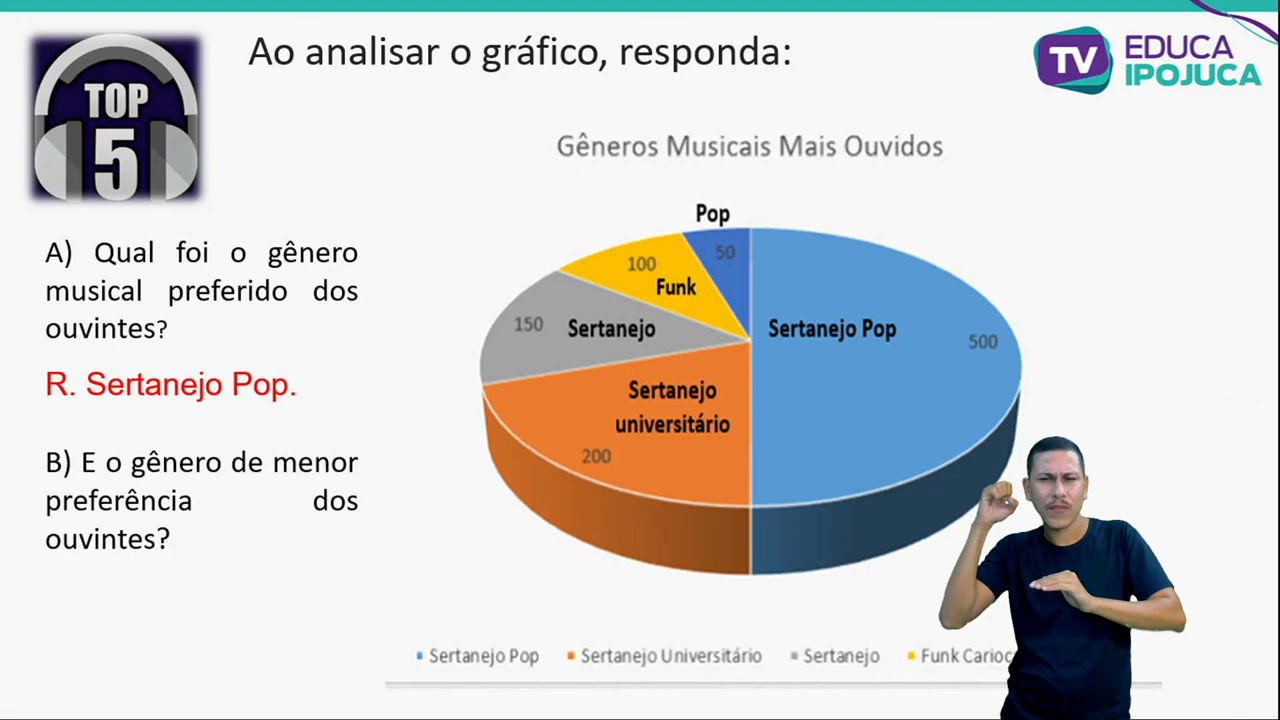 Ao analisar o gráfico, responda:
TOP
5
TV
EDUCA
IPOJUCA
A) Qual foi o gênero
musical preferido dos
ouvintes?
R. Sertanejo Pop.
B) E o gênero de menor
preferência dos
ouvintes?
Gêneros Musicais Mais Ouvidos
Pop
50
100
Funk
150
Sertanejo
Sertanejo Pop
500
Sertanejo
universitário
200
Sertanejo Pop Sertanejo Universitário Sertanejo Funk